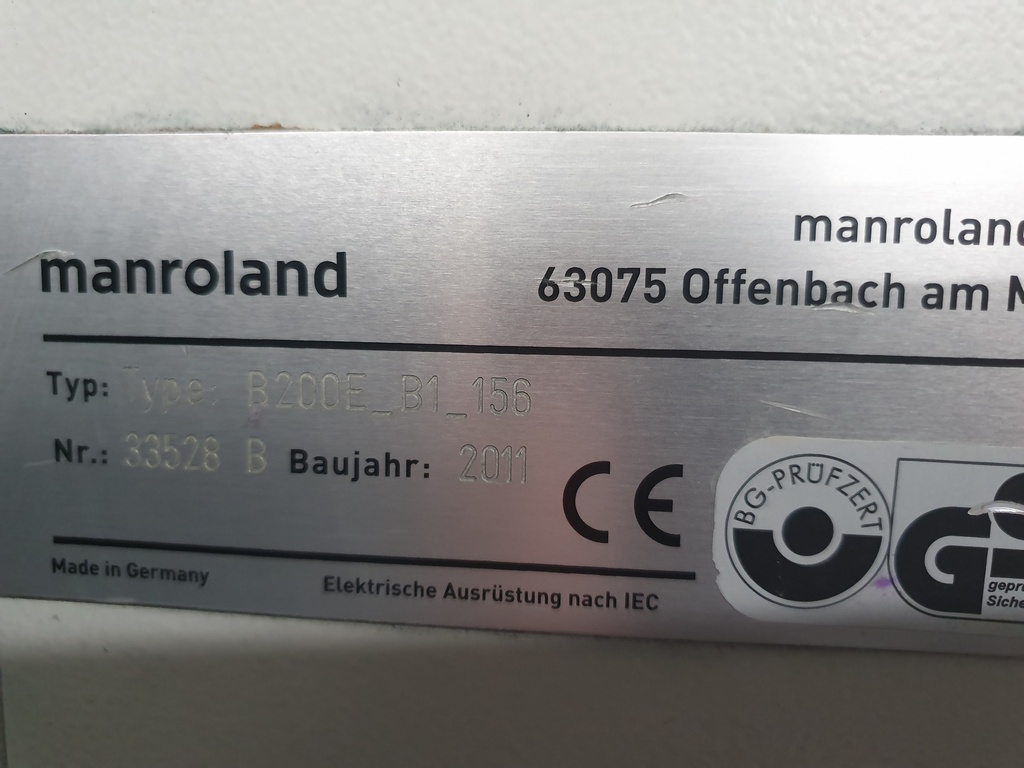 manroland
63075 Offenbach am
manroland
Typ: Type: B200E_B1_156
Nr.: 33528 B Baujahr: 2011
CE
BG-PRÜFZERT
GS
Made in Germany
Elektrische Ausrüstung nach IEC